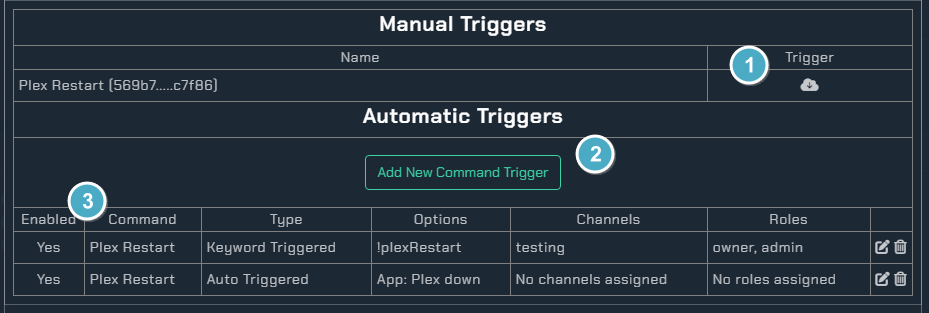 Manual Triggers
Name 1 Trigger
Plex Restart (569b7.....c7f86)
Automatic Triggers
2
Add New Command Trigger
3
Enabled Command Type Options Channels Roles
Yes Plex Restart Keyword Triggered !plexRestart testing owner, admin
Yes Plex Restart Auto Triggered App: Plex down No channels assigned No roles assigned